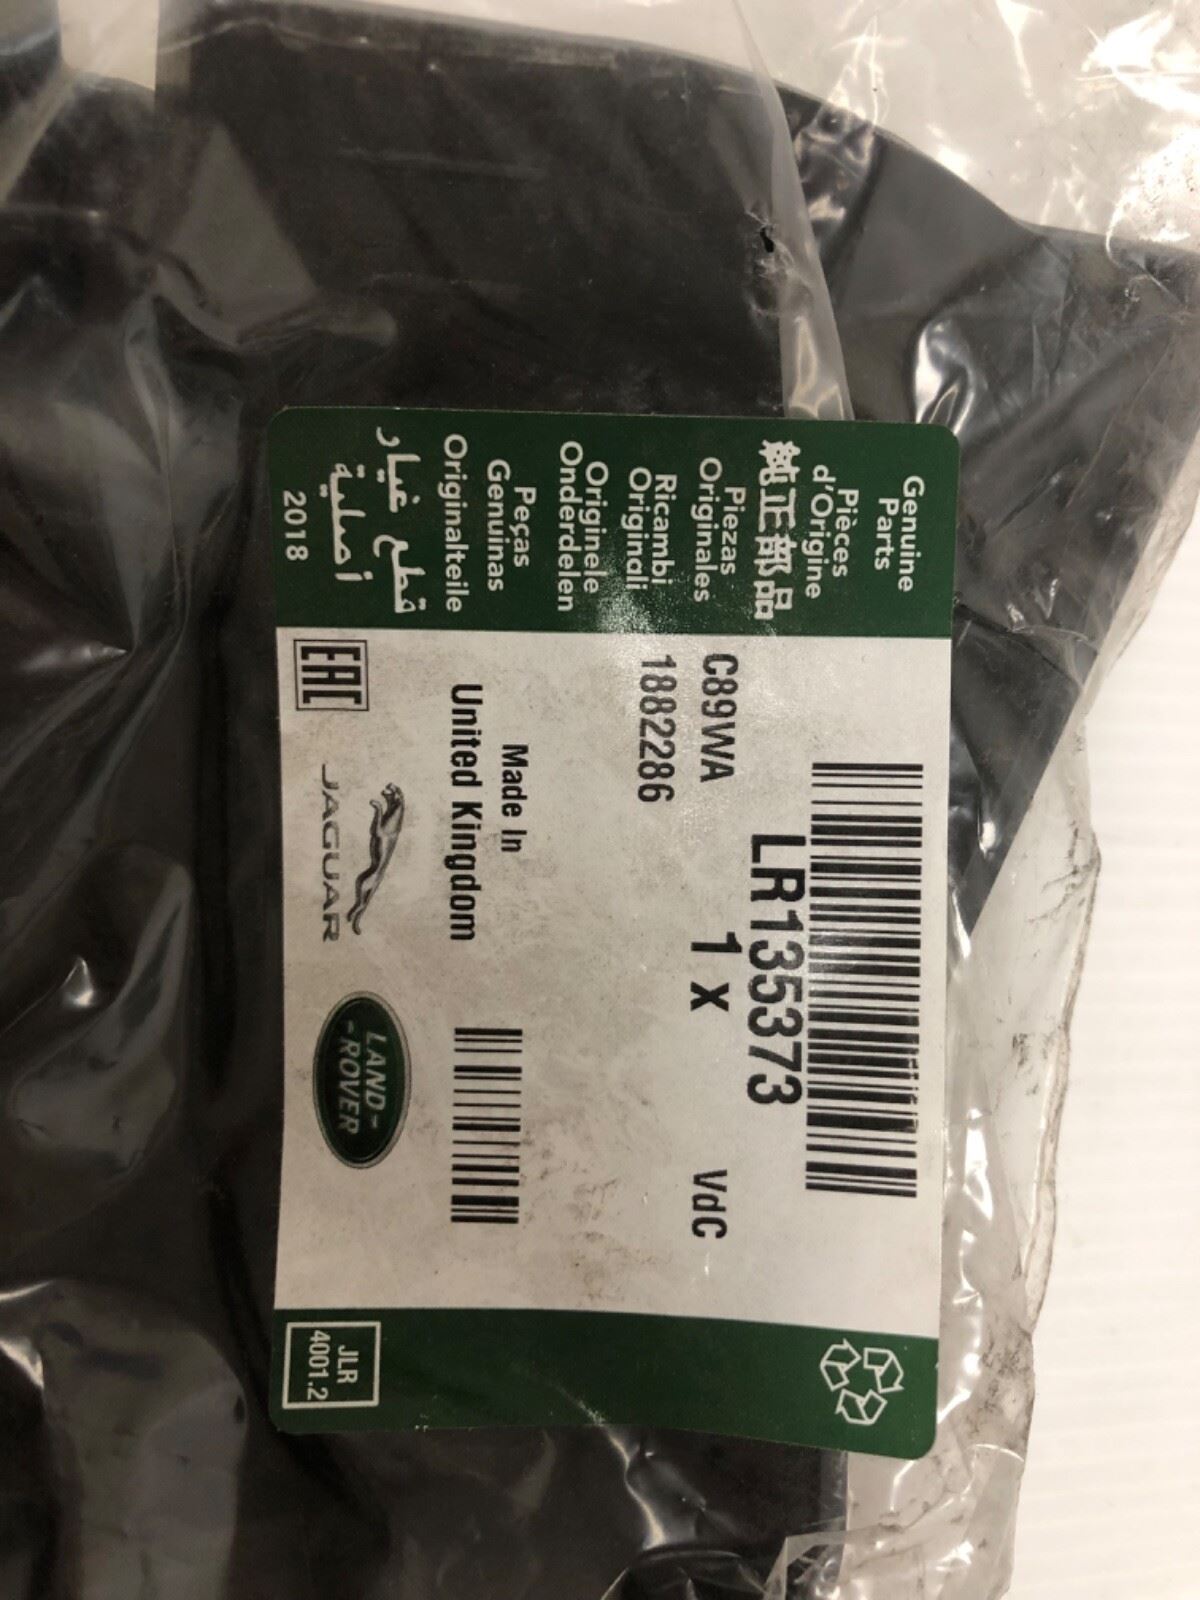 Genuine
Parts
Pièces
d'Origine
純正部品
Piezas
Originales
Ricambi
Originali
Originele
Onderdelen
Peças
Genuinas
Originalteile
قطع غيار
أصلية
2018
LR135373
C89WA
1 x
VdC
1882286
Made In
United Kingdom
EAC
JAGUAR
LAND-
-ROVER
JLR
4001.2